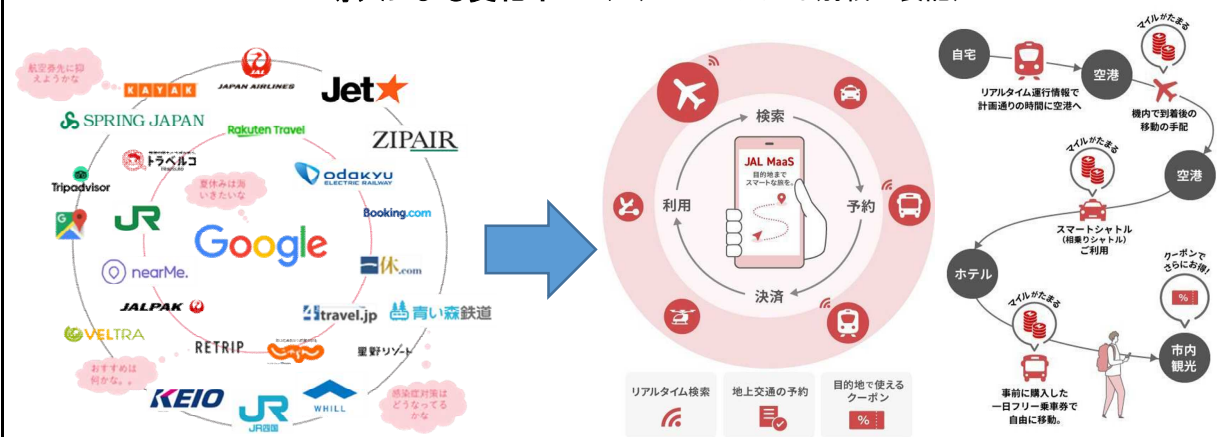 航空券先に抑
えようかな
KAYAK
JAL
JAPAN AIRLINES
Jet★
SPRING JAPAN
Rakuten Travel
ZIPAIR
トラベルコ
Tripadvisor
odakyu
ELECTRIC RAILWAY
夏休みは海
いきたいな
JR
Google
Booking.com
nearMe.
一休.com
JALPAK
4travel.jp
青い森鉄道
VELTRA
RETRIP
星野リゾート
おすすめは
何かな。。
KEIO
JR
JR四国
WHILL
感染症対策は
どうなってる
かな
検索
予約
決済
利用
JAL MaaS
目的地まで
スマートな旅を。
リアルタイム検索
地上交通の予約
目的地で使える
クーポン
%
自宅
リアルタイム運行情報で
計画通りの時間に空港へ
空港
マイルがたまる
機内で到着後の
移動の手配
空港
マイルがたまる
スマートシャトル
(相乗りシャトル)
ご利用
ホテル
マイルがたまる
事前に購入した
一日フリー乗車券で
自由に移動。
クーポンで
さらにお得!
%
市内
観光